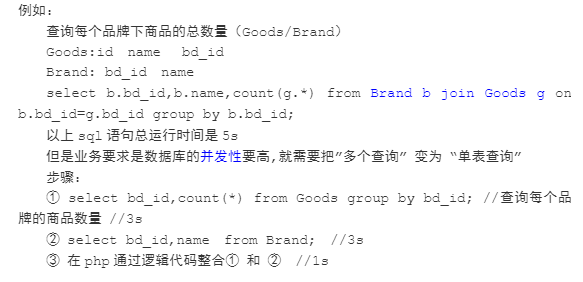 例如：
查询每个品牌下商品的总数量（Goods/Brand）
Goods:id name bd_id
Brand: bd_id name
select b.bd_id,b.name,count(g.*) from Brand b join Goods g on
b.bd_id=g.bd_id group by b.bd_id;
以上 sql 语句总运行时间是 5s
但是业务要求是数据库的并发性要高,就需要把”多个查询” 变为 “单表查询”
步骤：
① select bd_id,count(*) from Goods group by bd_id; //查询每个品
牌的商品数量 //3s
② select bd_id,name from Brand; //3s
③ 在 php 通过逻辑代码整合① 和 ② //1s